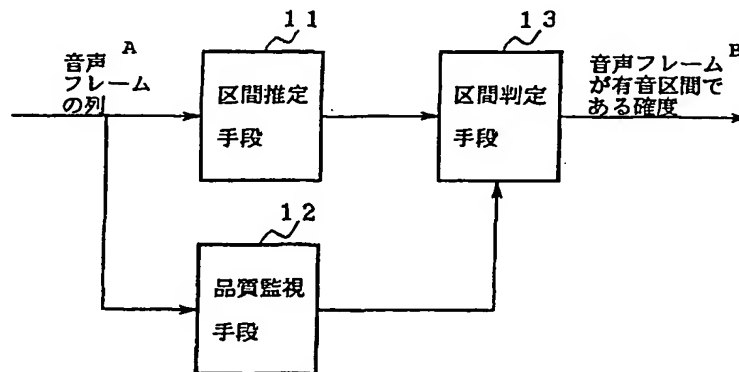 A
音声
フレーム
の列
11
区間推定
手段
13
区間判定
手段
B
音声フレーム
が有音区間で
ある確度
12
品質監視
手段